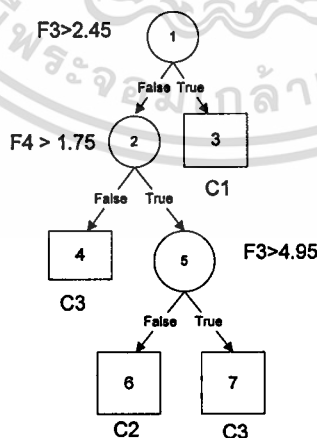 F3>2.45
1
False True
F4 > 1.75
2
3
C1
False True
4
5
F3>4.95
C3
False True
6
7
C2
C3